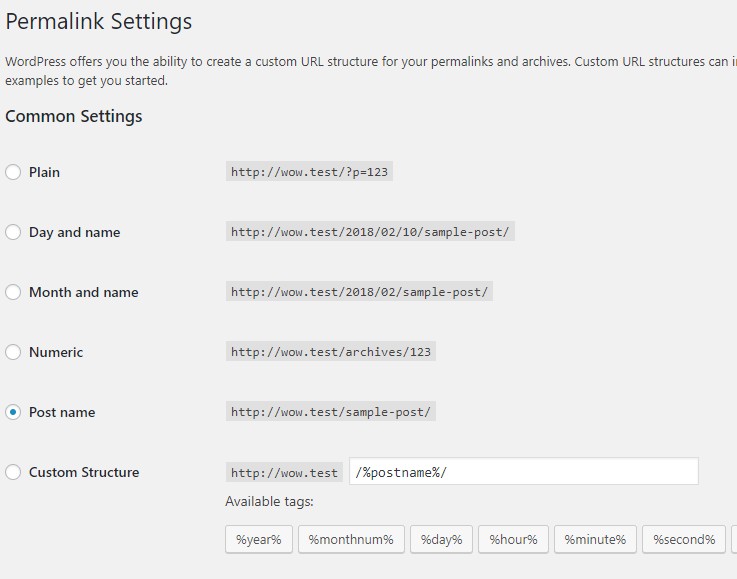 Permalink Settings
WordPress offers you the ability to create a custom URL structure for your permalinks and archives. Custom URL structures can
examples to get you started.
Common Settings
Plain http://wow.test/?p=123
Day and name http://wow.test/2018/02/10/sample-post/
Month and name http://wow.test/2018/02/sample-post/
Numeric http://wow.test/archives/123
Post name http://wow.test/sample-post/
Custom Structure http://wow.test /%postname%/
Available tags:
%year% %monthnum% %day% %hour% %minute% %second%